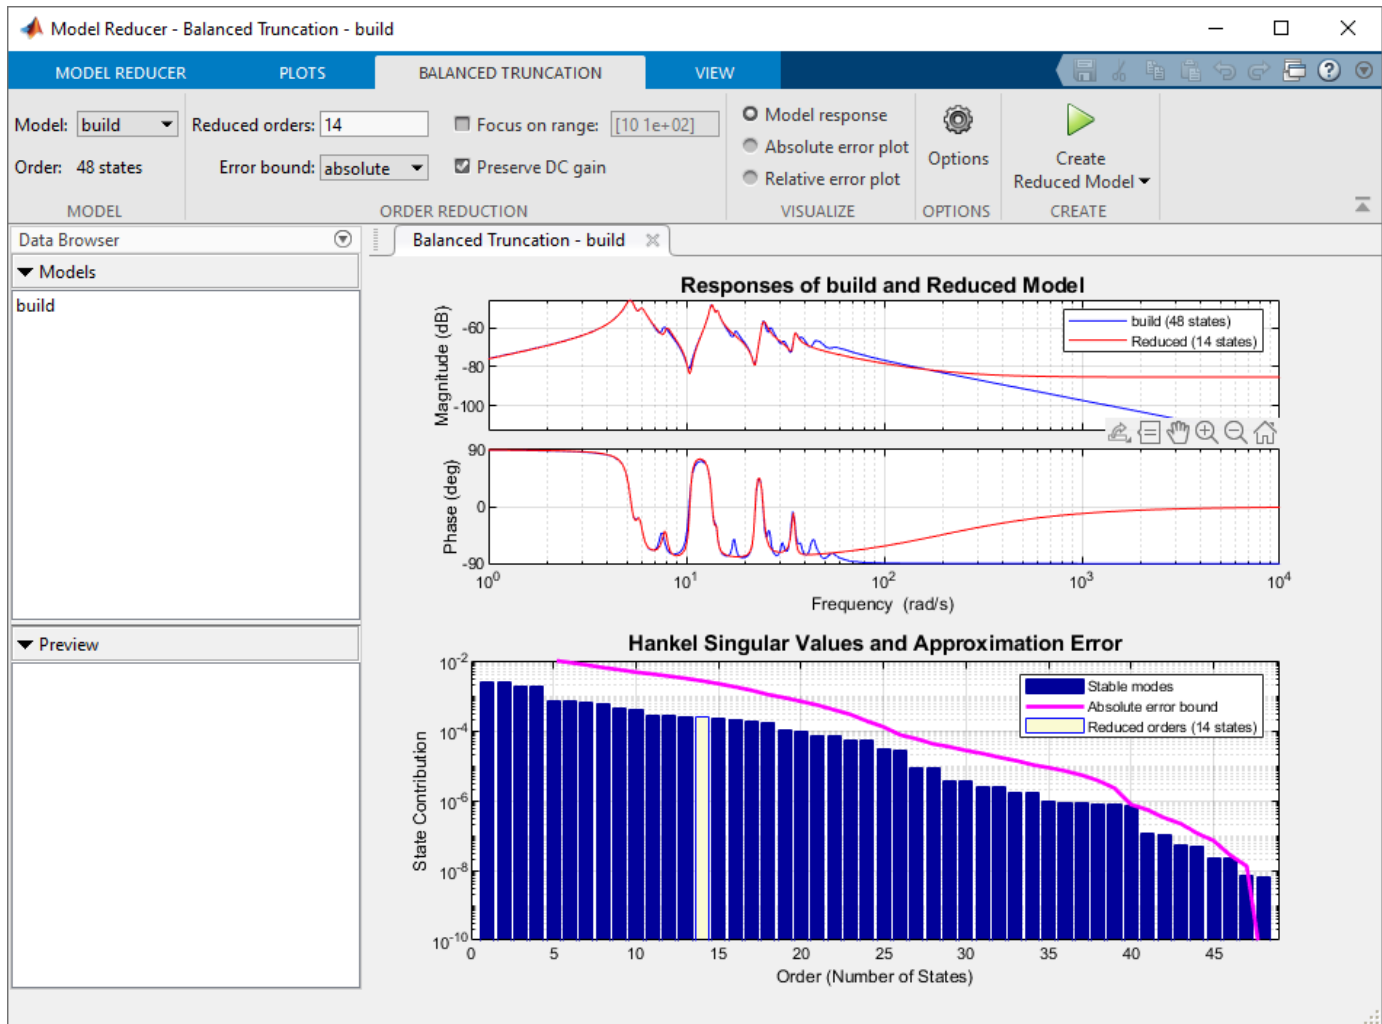 Model Reducer - Balanced Truncation - build
MODEL REDUCER
PLOTS
BALANCED TRUNCATION
VIEW
?
Model: build
Reduced orders: 14
Focus on range: [10 1e+02]
Model response
Absolute error plot
Relative error plot
Options
Create
Reduced Model
Order: 48 states
Error bound: absolute
Preserve DC gain
MODEL
ORDER REDUCTION
VISUALIZE
OPTIONS
CREATE
Data Browser
Models
build
Preview
Balanced Truncation - build
Responses of build and Reduced Model
Magnitude (dB)
-60
-80
-100
build (48 states)
Reduced (14 states)
Phase (deg)
90
0
-90
10^0
10^1
10^2
10^3
10^4
Frequency (rad/s)
Hankel Singular Values and Approximation Error
State Contribution
10^-2
10^-4
10^-6
10^-8
10^-10
Stable modes
Absolute error bound
Reduced orders (14 states)
0 5 10 15 20 25 30 35 40 45
Order (Number of States)